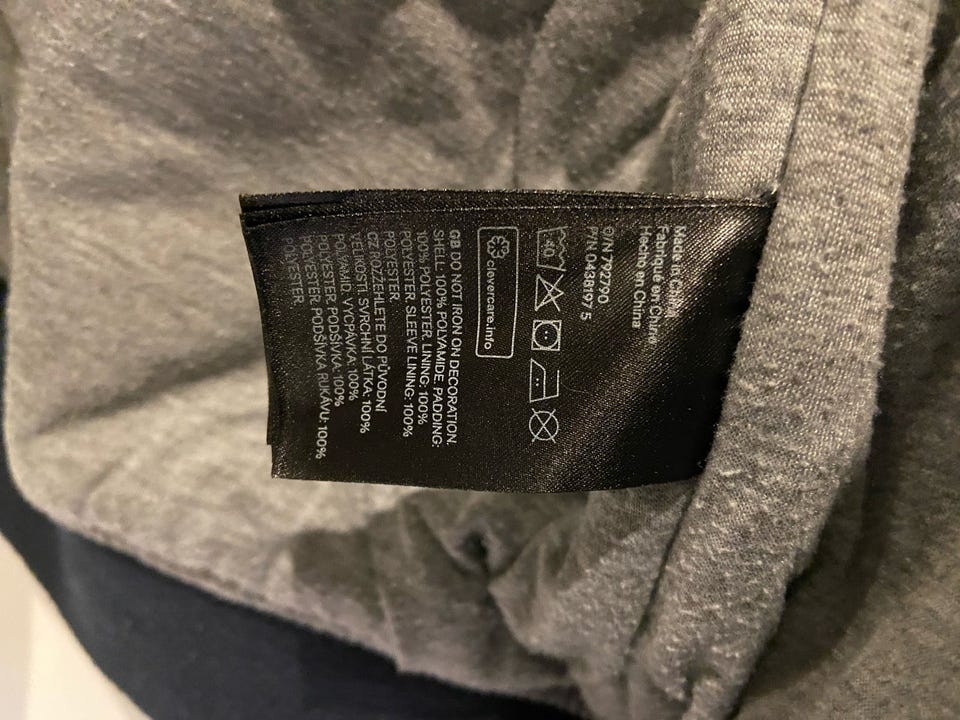 Made in China
Fabriqué en Chine
Hecho en China
O/N 792790
P/N 0438197 5
40
clevercare.info
GB DO NOT IRON ON DECORATION.
SHELL: 100% POLYAMIDE. PADDING:
100% POLYESTER. LINING: 100%
POLYESTER. SLEEVE LINING: 100%
POLYESTER.
CZ ROZŽEHLETE DO PŮVODNÍ
VELIKOSTI. SVRCHNÍ LÁTKA: 100%
POLYAMID. VYCPÁVKA: 100%
POLYESTER. PODŠÍVKA: 100%
POLYESTER. PODŠÍVKA RUKÁVU: 100%
POLYESTER.